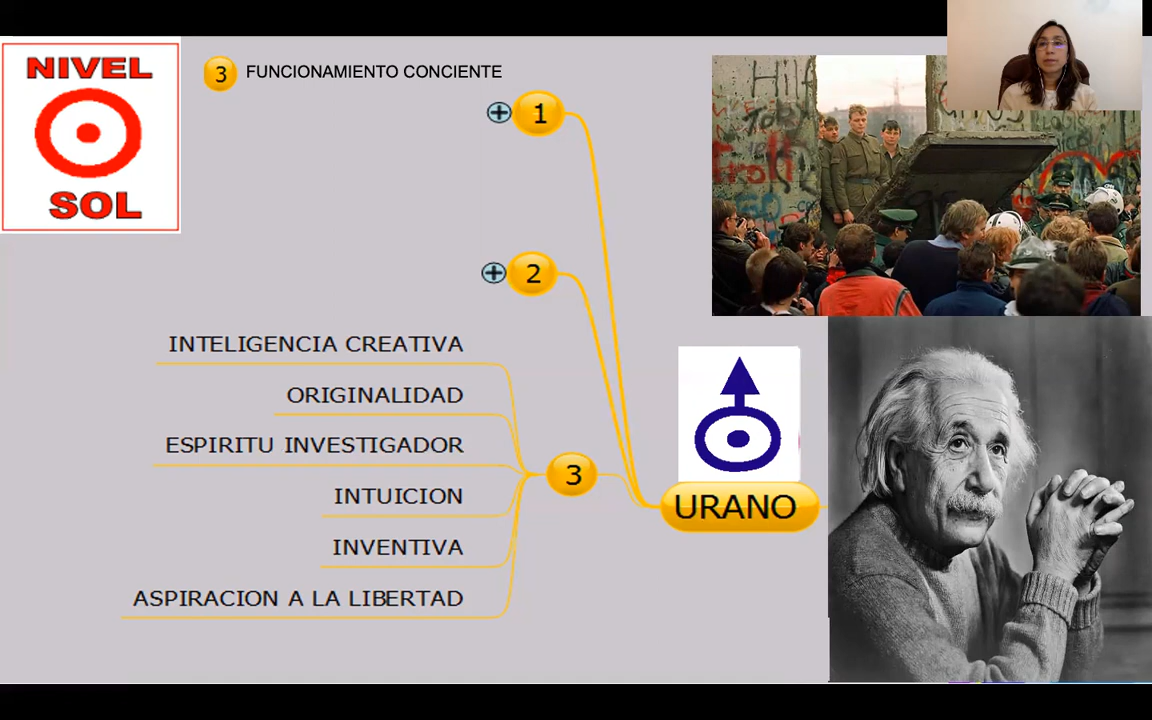 NIVEL
SOL
3 FUNCIONAMIENTO CONCIENTE
1
2
INTELIGENCIA CREATIVA
ORIGINALIDAD
ESPIRITU INVESTIGADOR
INTUICION
INVENTIVA
ASPIRACION A LA LIBERTAD
3
URANO